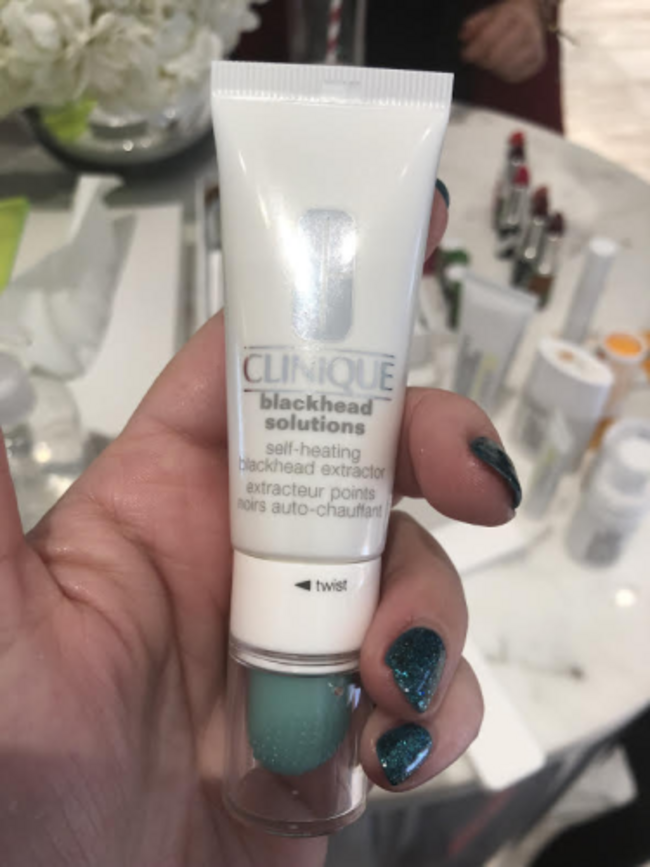 CLINIQUE
blackhead
solutions
self-heating
blackhead extractor
extracteur points
noirs auto-chauffant
◄ twist